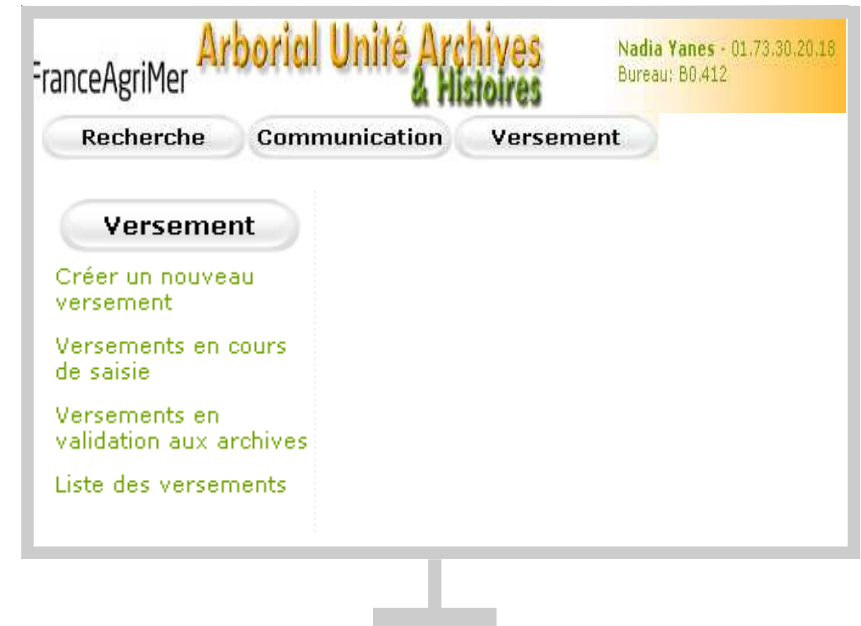 Arborial Unité Archives
& Histoires
FranceAgriMer
Nadia Yanes - 01.73.30.20.18
Bureau: B0.412
Recherche Communication Versement
Versement
Créer un nouveau
versement
Versements en cours
de saisie
Versements en
validation aux archives
Liste des versements